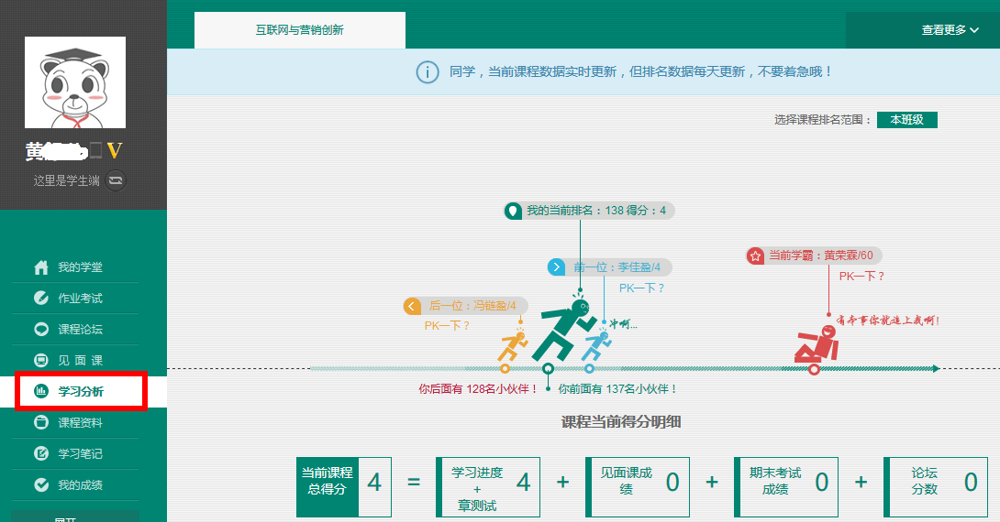 互联网与营销创新
查看更多
同学，当前课程数据实时更新，但排名数据每天更新，不要着急哦！
选择课程排名范围： 本班级
黄
V
这里是学生端
我的学堂
作业考试
课程论坛
见 面 课
学习分析
课程资料
学习笔记
我的成绩
展开
我的当前排名：138 得分：4
前一位：李佳盈/4
PK一下？
当前学霸：黄荣霖/60
PK一下？
后一位：冯链盈/4
PK一下？
冲啊...
有本事你就追上我啊!
你后面有 128名小伙伴！
你前面有 137名小伙伴！
课程当前得分明细
当前课程
总得分
4
=
学习进度
+
章测试
4
+
见面课成
绩
0
+
期末考试
成绩
0
+
论坛
分数
0